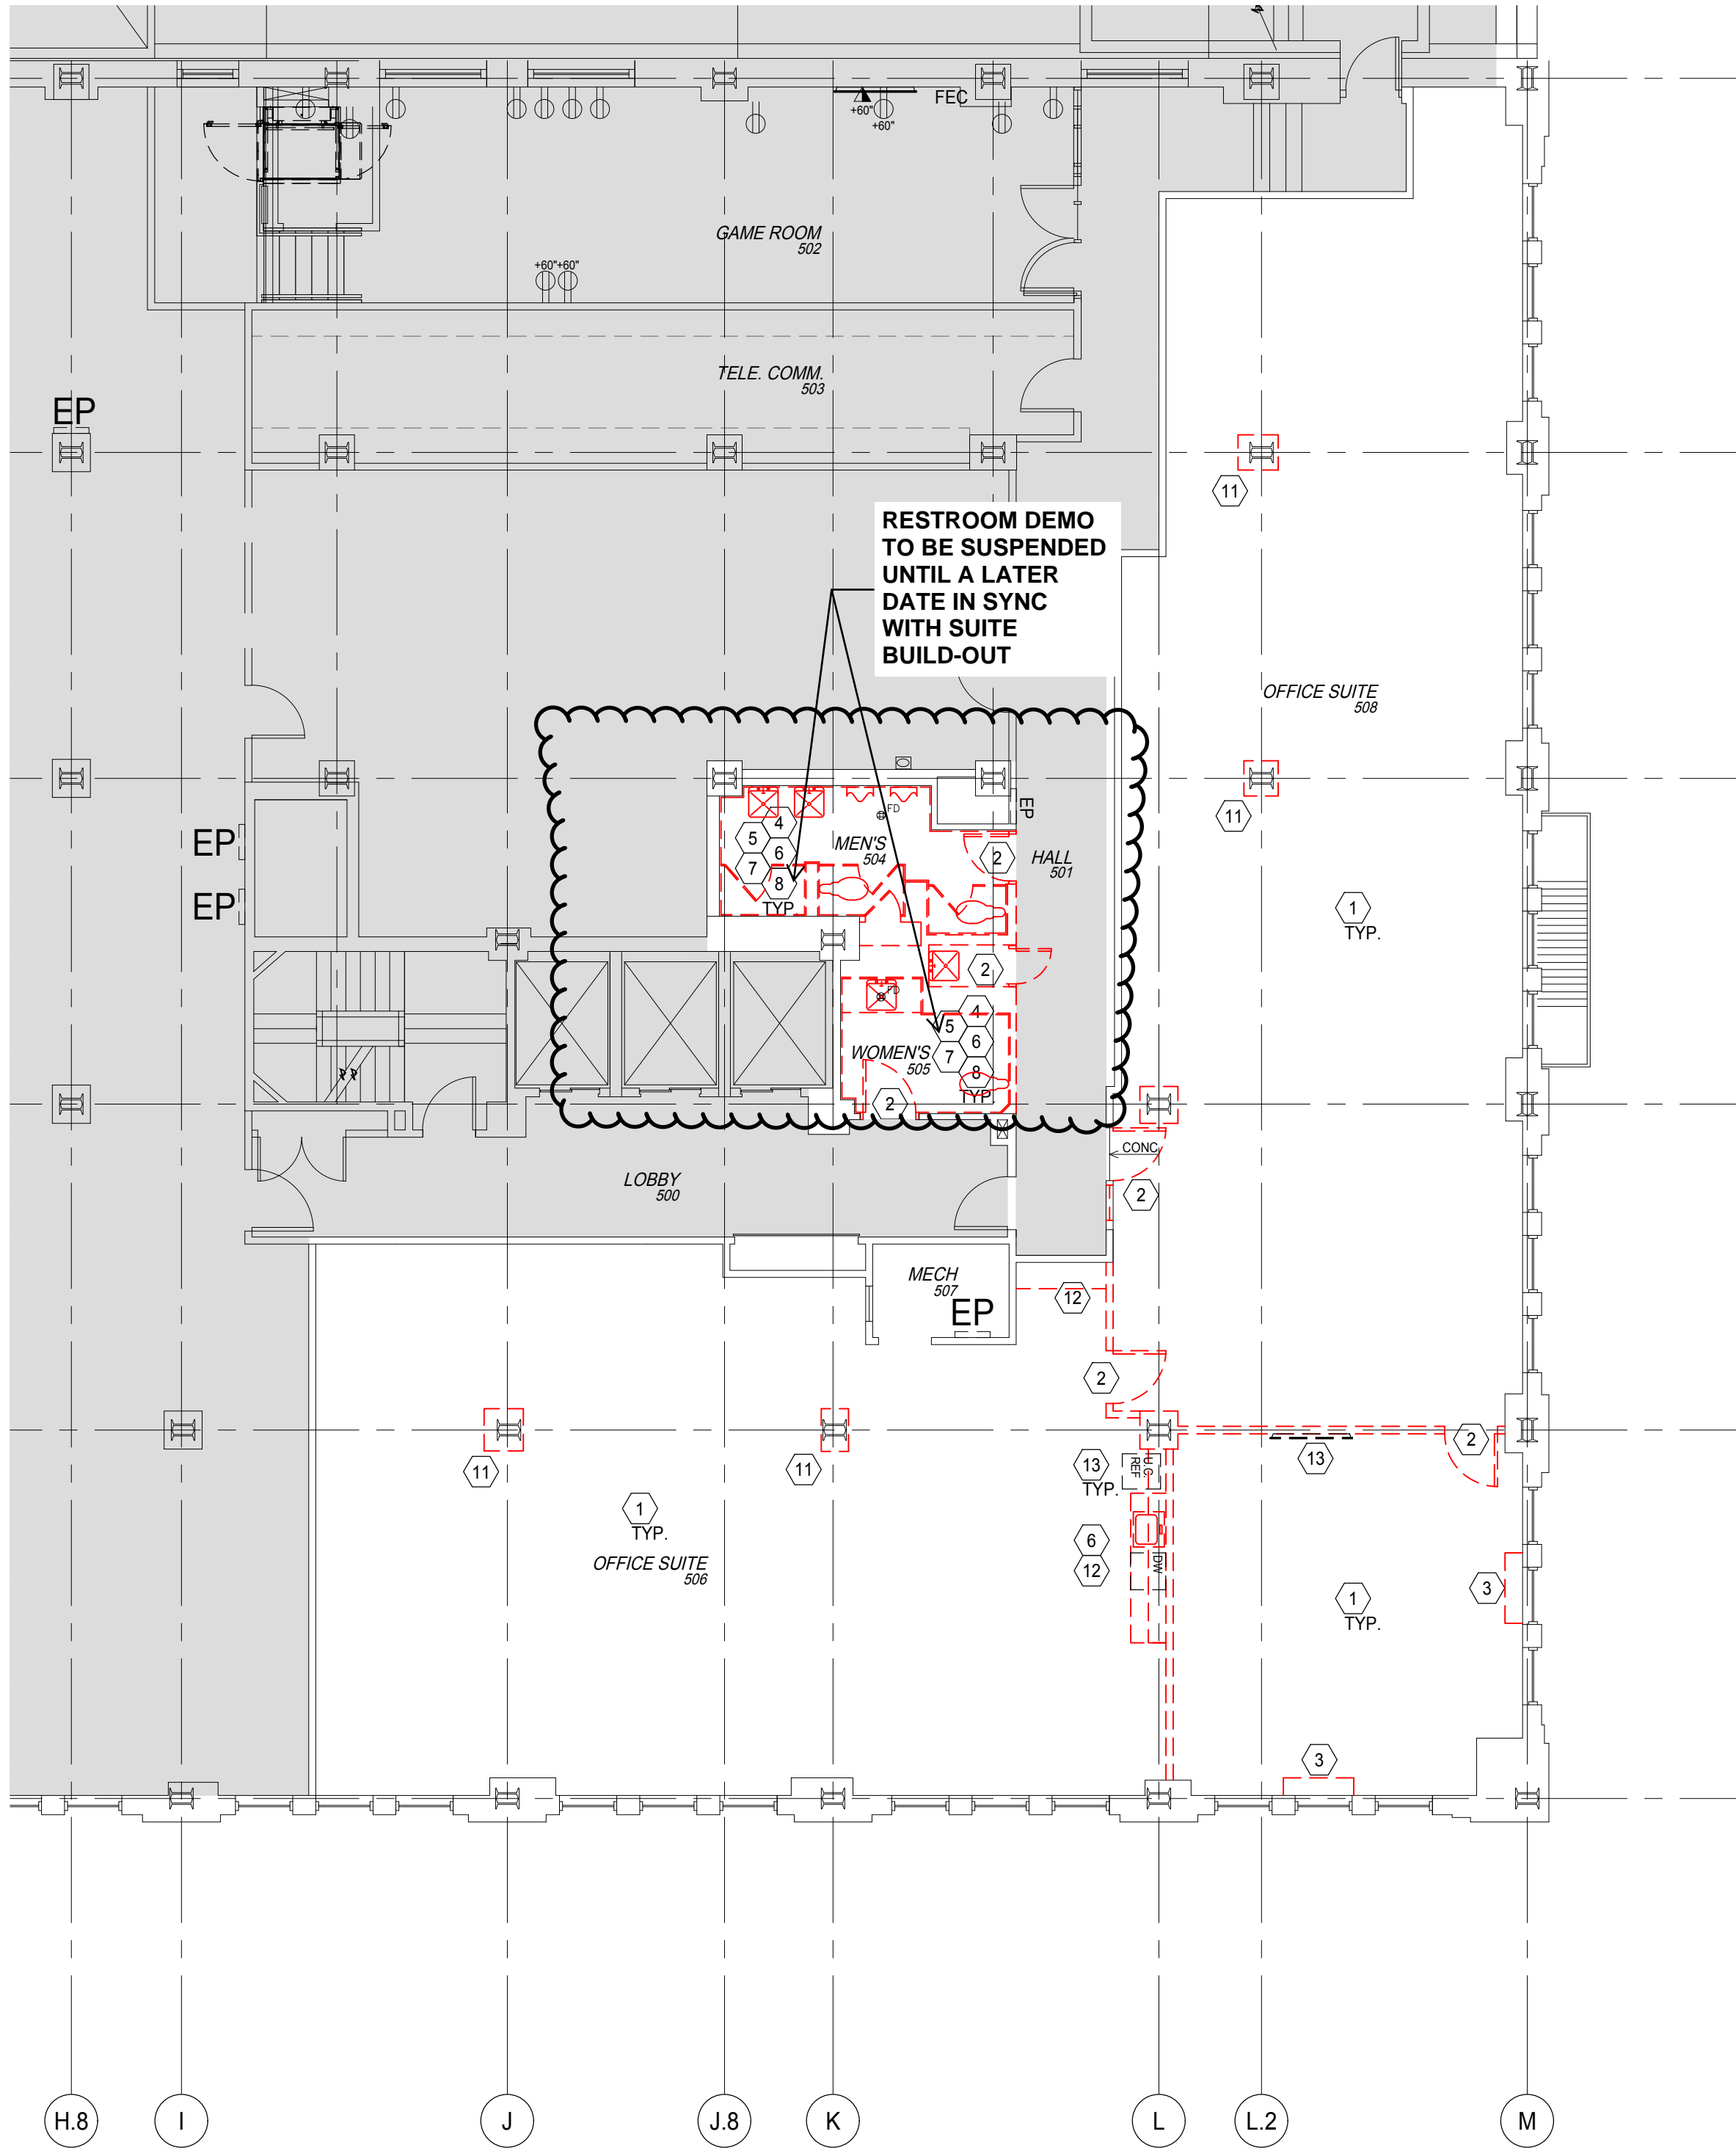 FEC
+60"
+60"
GAME ROOM
502
+60"+60"
TELE. COMM.
503
EP
11
RESTROOM DEMO
TO BE SUSPENDED
UNTIL A LATER
DATE IN SYNC
WITH SUITE
BUILD-OUT
OFFICE SUITE
508
11
EP
EP
EP
FD
4
5
6
7
8
TYP.
MEN'S
504
2
HALL
501
1
TYP.
2
FD
4
5
6
7
8
TYP.
WOMEN'S
505
2
CONC
2
LOBBY
500
MECH
507
EP
12
2
11
11
13
TYP.
U.C.
REF
13
2
1
TYP.
OFFICE SUITE
506
6
12
DW
3
1
TYP.
3
H.8
I
J
J.8
K
L
L.2
M